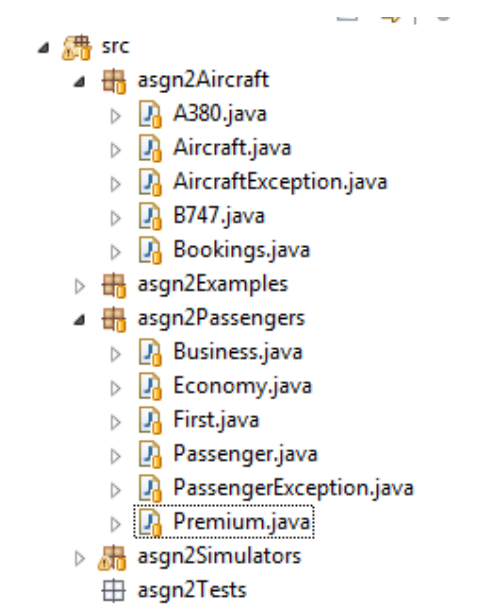 src
asgn2Aircraft
A380.java
Aircraft.java
AircraftException.java
B747.java
Bookings.java
asgn2Examples
asgn2Passengers
Business.java
Economy.java
First.java
Passenger.java
PassengerException.java
Premium.java
asgn2Simulators
asgn2Tests